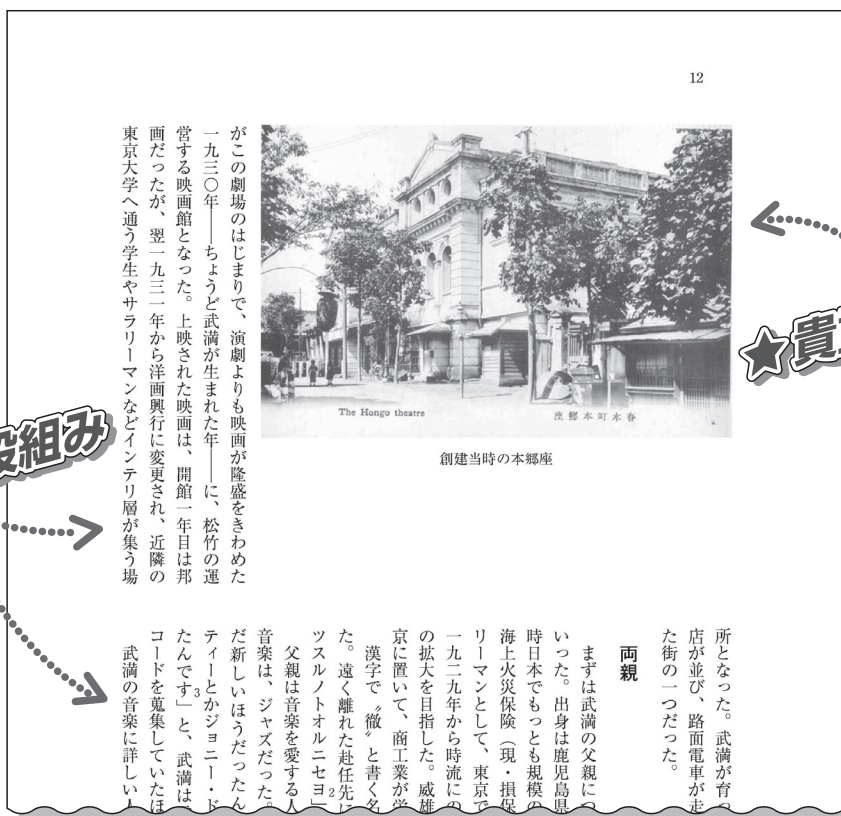 12
The Hongo theatre
春木町本鄕座
創建当時の本郷座
がこの劇場のはじまりで、演劇よりも映画が隆盛をきわめた
一九三〇年――ちょうど武満が生まれた年――に、松竹の運
営する映画館となった。上映された映画は、開館一年目は邦
画だったが、翌一九三一年から洋画興行に変更され、近隣の
東京大学へ通う学生やサラリーマンなどインテリ層が集う場
所となった。武満が育っ
店が並び、路面電車が走
た街の一つだった。
両親
まずは武満の父親につ
いった。出身は鹿児島県
時日本でもっとも規模の
海上火災保険（現・損保
リーマンとして、東京で
一九二九年から時流にの
の拡大を目指した。威雄
京に置いて、商工業が
漢字で〝徹〟と書く名
た。遠く離れた赴任先に
ツスルノトオルニセヨ」2
父親は音楽を愛する人
音楽は、ジャズだった。
だ新しいほうだったん
ティーとかジョニー・ド
たんです」3と、武満は
コードを蒐集していたほ
武満の音楽に詳しい人
★貴
段組み